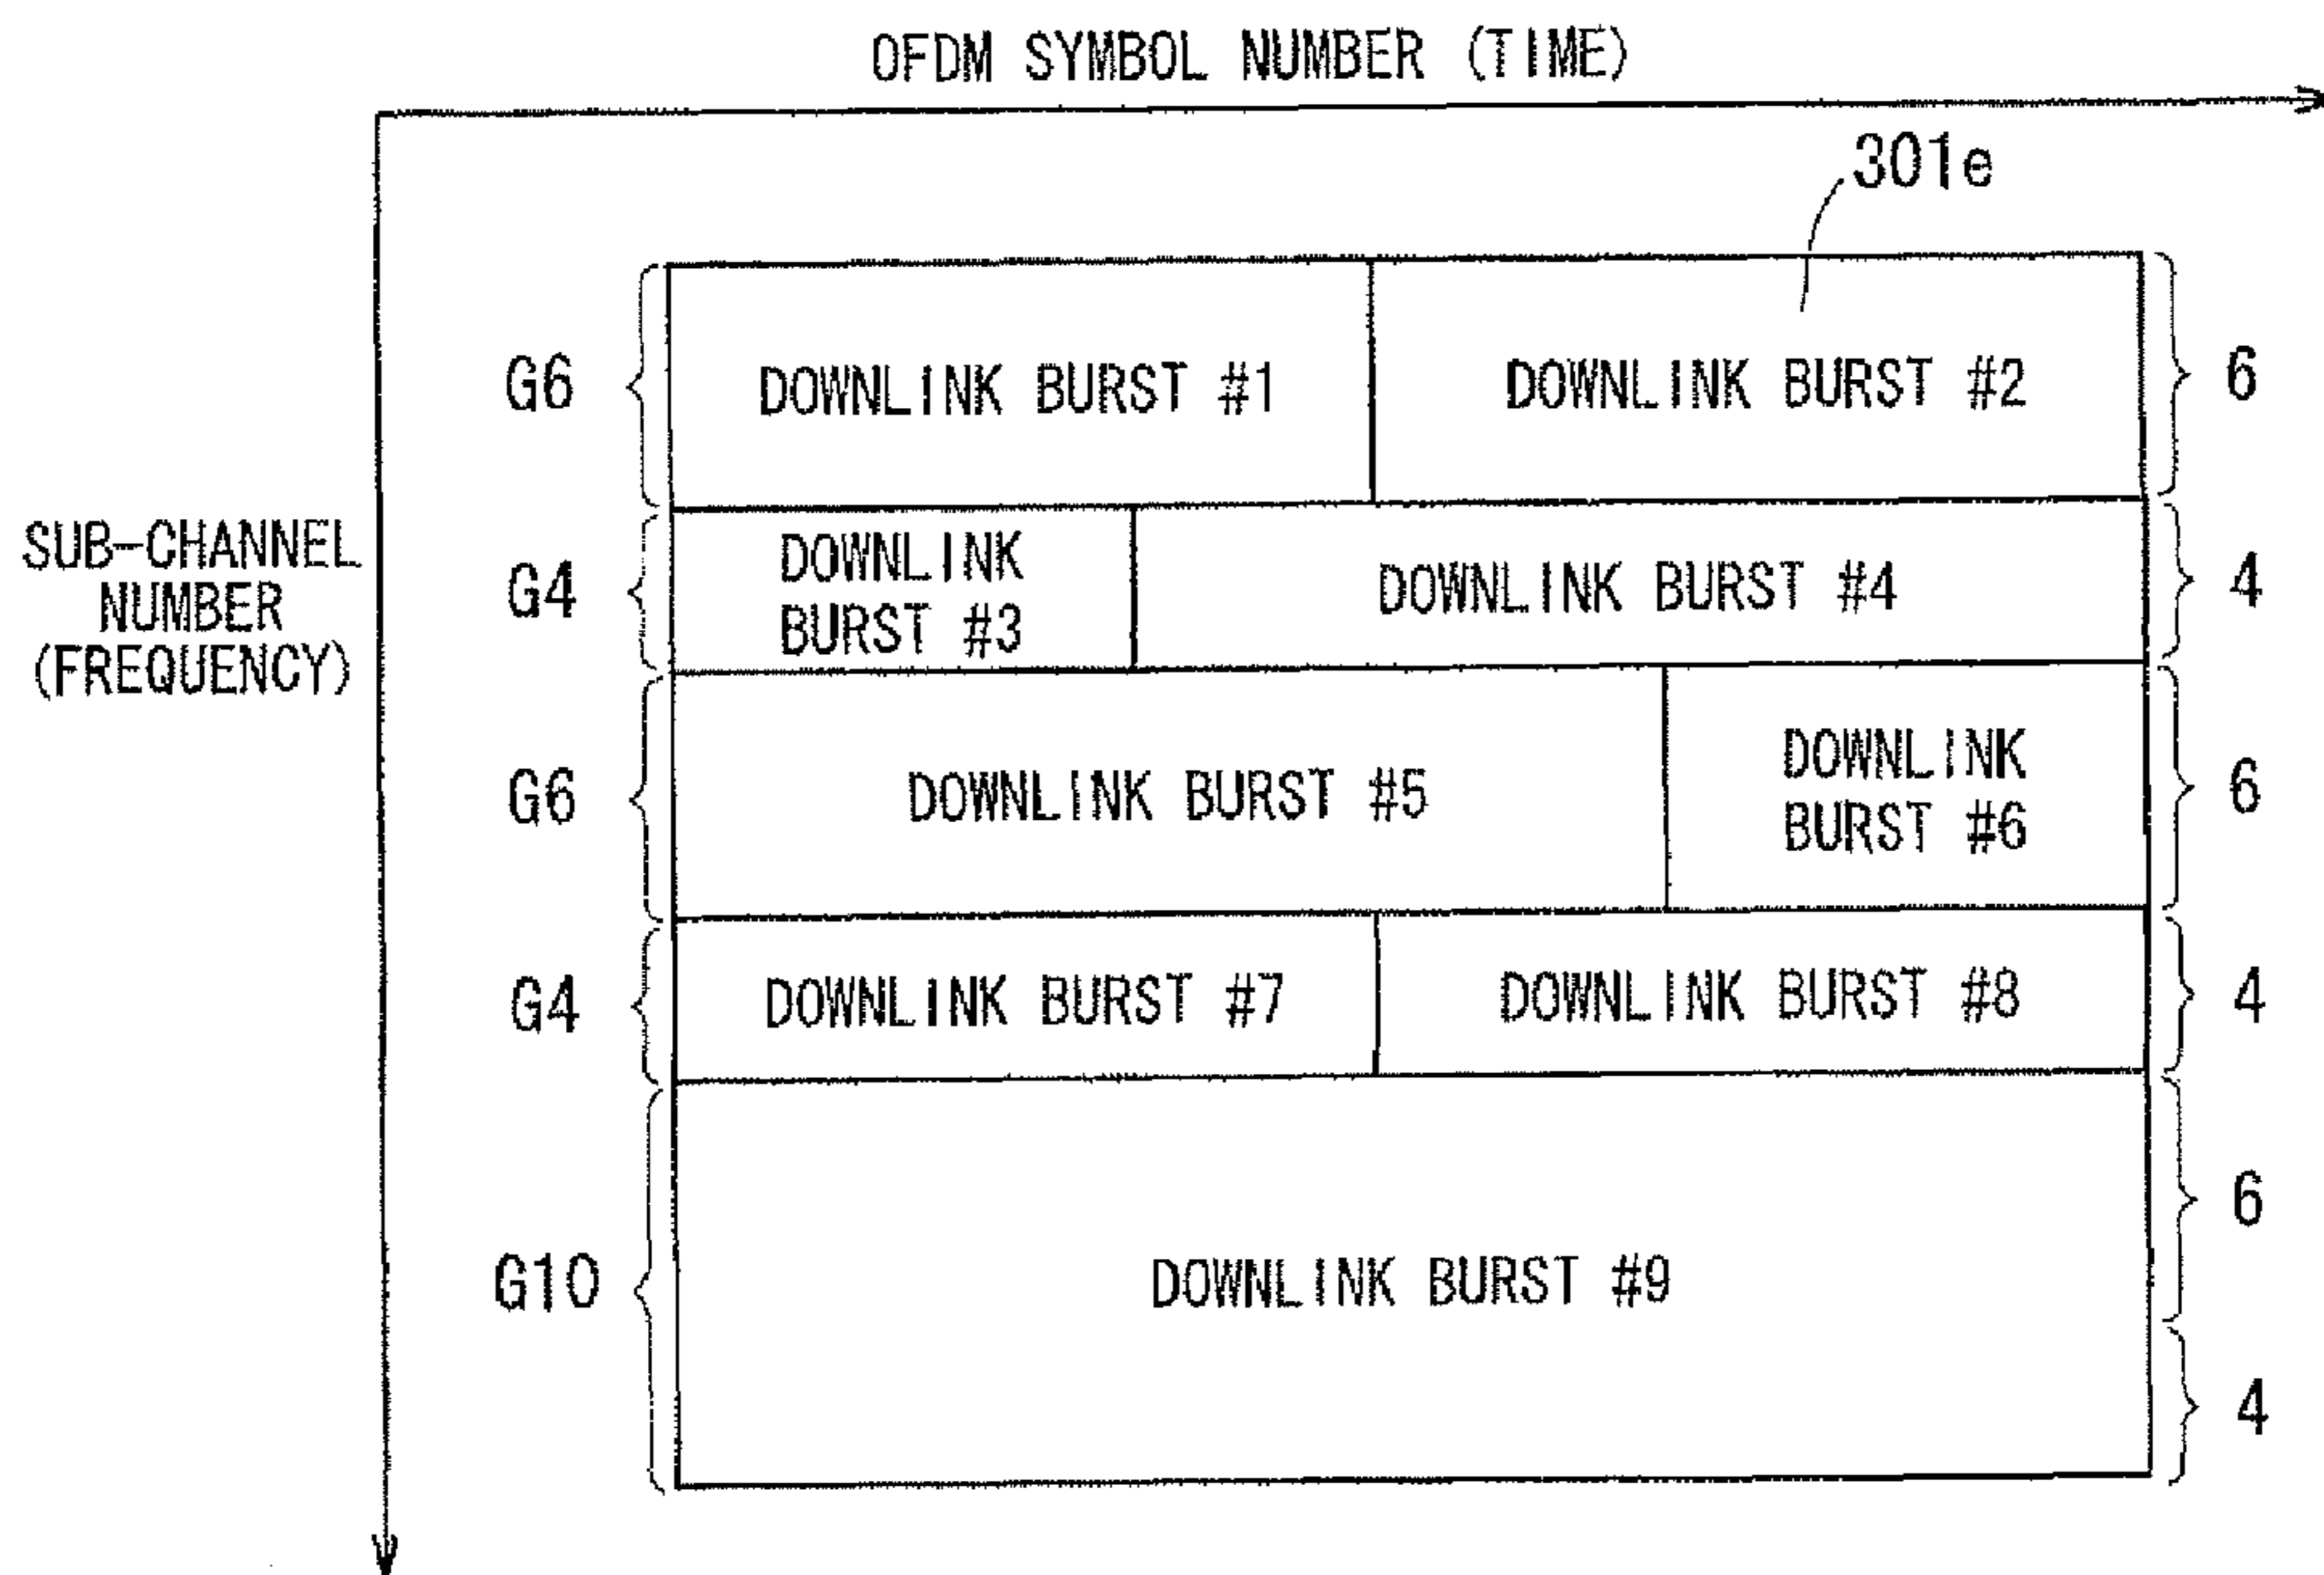 OFDM SYMBOL NUMBER (TIME)
301e
SUB-CHANNEL
NUMBER
(FREQUENCY)
G6
DOWNLINK BURST #1
DOWNLINK BURST #2
6
G4
DOWNLINK
BURST #3
DOWNLINK BURST #4
4
G6
DOWNLINK BURST #5
DOWNLINK
BURST #6
6
G4
DOWNLINK BURST #7
DOWNLINK BURST #8
4
G10
DOWNLINK BURST #9
6
4